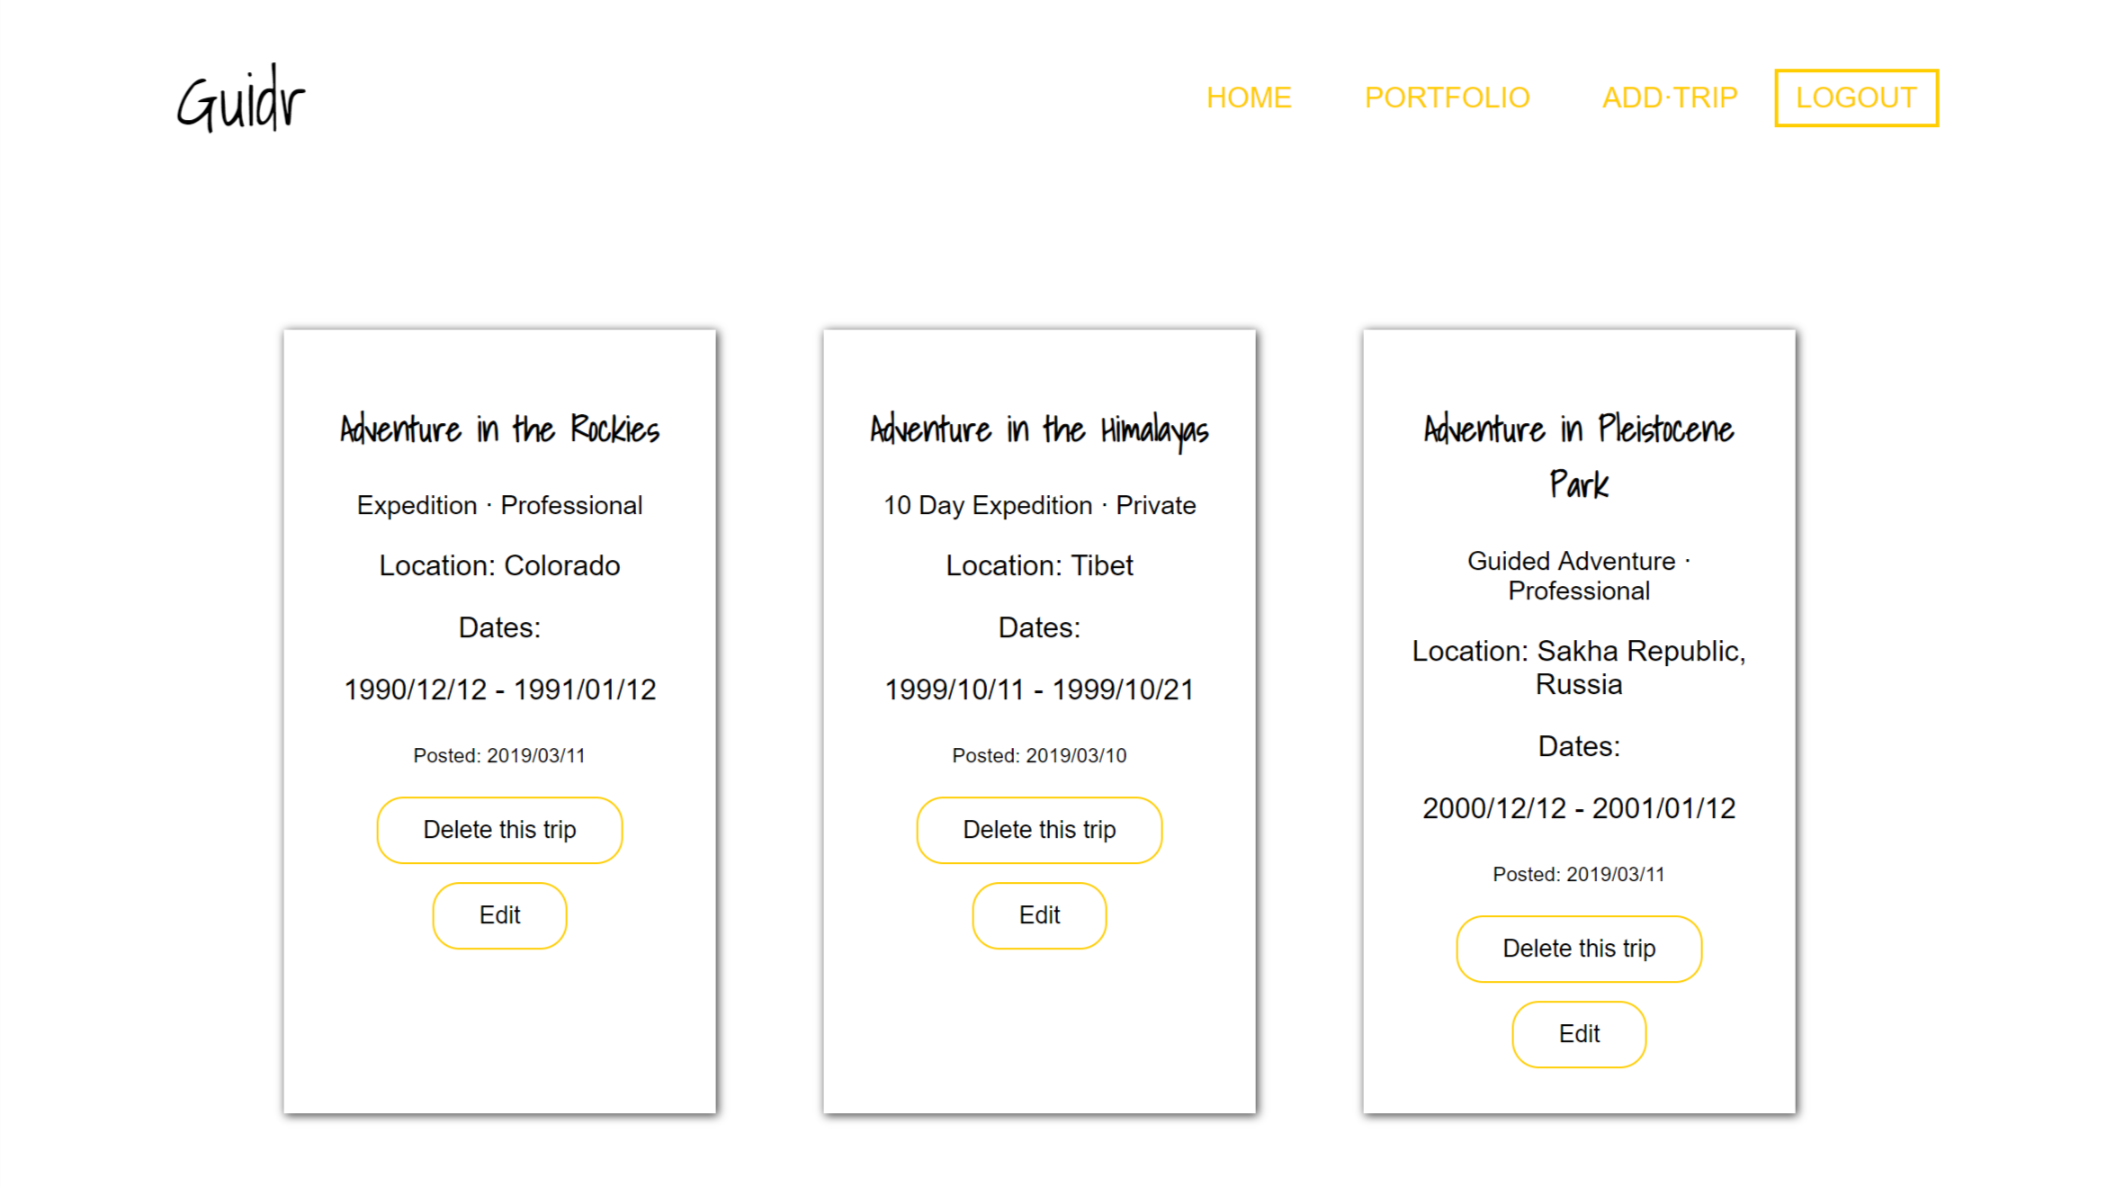 Guidr
HOME PORTFOLIO ADD·TRIP LOGOUT
Adventure in the Rockies
Expedition · Professional
Location: Colorado
Dates:
1990/12/12 - 1991/01/12
Posted: 2019/03/11
Delete this trip
Edit
Adventure in the Himalayas
10 Day Expedition · Private
Location: Tibet
Dates:
1999/10/11 - 1999/10/21
Posted: 2019/03/10
Delete this trip
Edit
Adventure in Pleistocene
Park
Guided Adventure ·
Professional
Location: Sakha Republic,
Russia
Dates:
2000/12/12 - 2001/01/12
Posted: 2019/03/11
Delete this trip
Edit